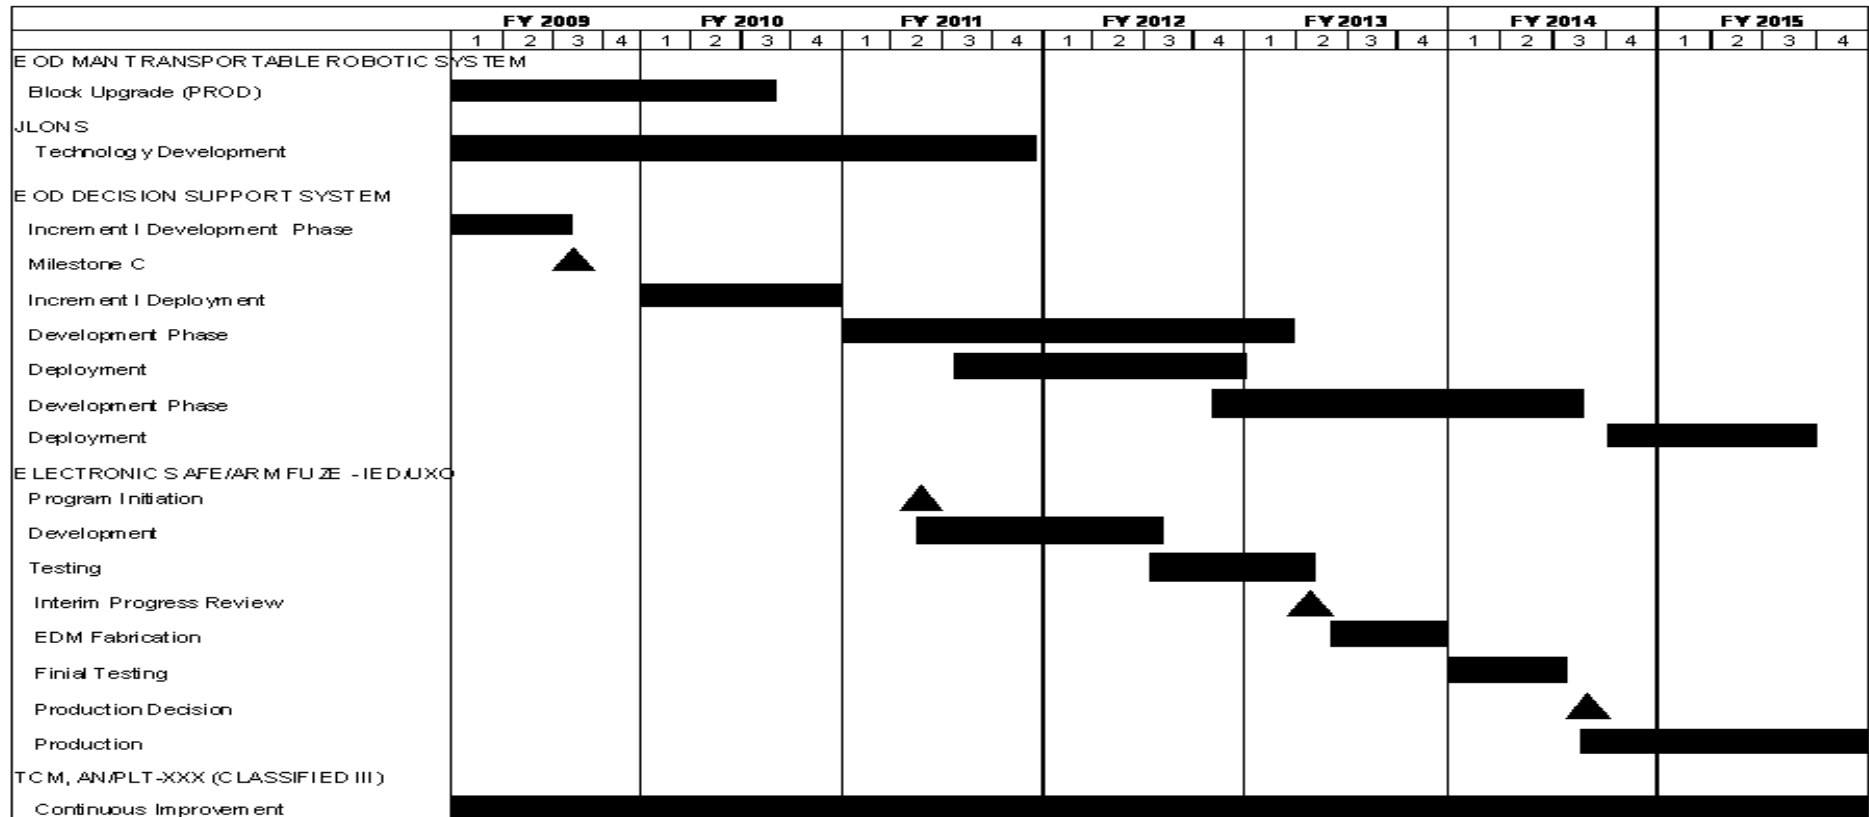 FY 2009 FY 2010 FY 2011 FY 2012 FY 2013 FY 2014 FY 2015
1 2 3 4 1 2 3 4 1 2 3 4 1 2 3 4 1 2 3 4 1 2 3 4 1 2 3 4
EOD MAN TRANSPORTABLE ROBOTIC SYSTEM
Block Upgrade (PROD)
JLONS
Technology Development
EOD DECISION SUPPORT SYSTEM
Increment I Development Phase
Milestone C
Increment I Deployment
Development Phase
Deployment
Development Phase
Deployment
ELECTRONIC SAFE/ARM FUZE -IED/UXO
Program Initiation
Development
Testing
Interim Progress Review
EDM Fabrication
Finial Testing
Production Decision
Production
TCM, AN/PLT-XXX (CLASSIFIED III)
Continuous Improvement